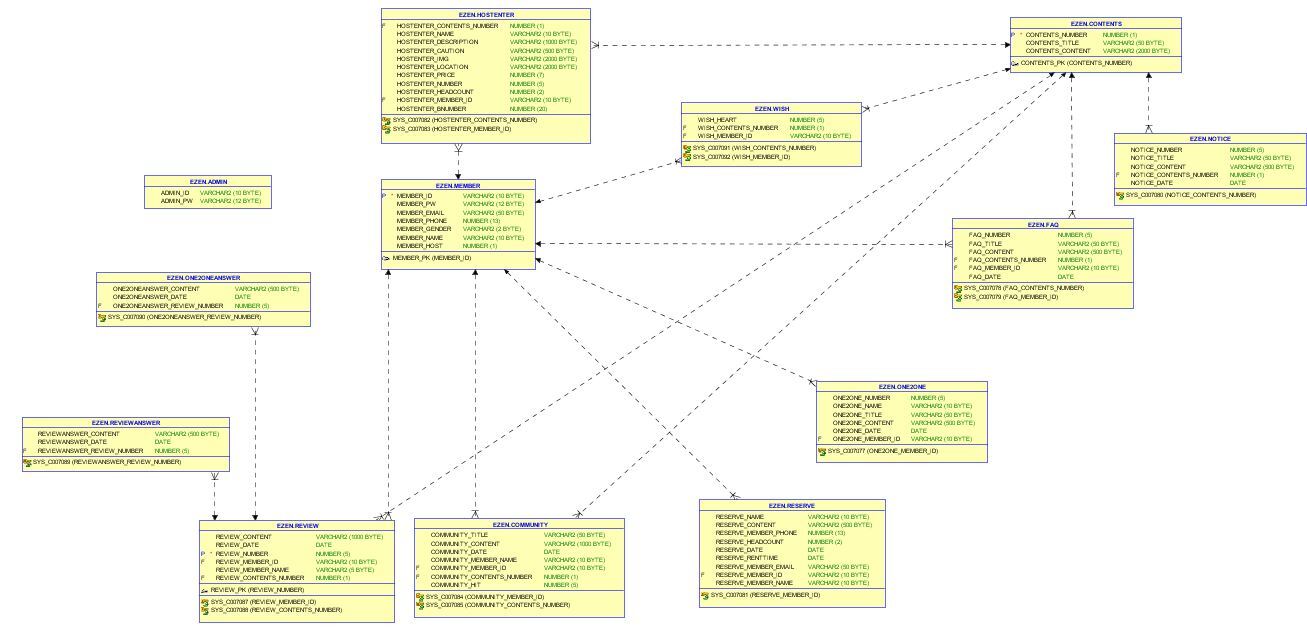 EZEN.HOSTENTER
F HOSTENTER_CONTENTS_NUMBER NUMBER (1)
HOSTENTER_NAME VARCHAR2 (10 BYTE)
HOSTENTER_DESCRIPTION VARCHAR2 (1000 BYTE)
HOSTENTER_CAUTION VARCHAR2 (500 BYTE)
HOSTENTER_IMG VARCHAR2 (2000 BYTE)
HOSTENTER_LOCATION VARCHAR2 (2000 BYTE)
HOSTENTER_PRICE NUMBER (7)
HOSTENTER_NUMBER NUMBER (5)
HOSTENTER_HEADCOUNT NUMBER (2)
F HOSTENTER_MEMBER_ID VARCHAR2 (10 BYTE)
HOSTENTER_BNUMBER NUMBER (20)
SYS_C007082 (HOSTENTER_CONTENTS_NUMBER)
SYS_C007083 (HOSTENTER_MEMBER_ID)
EZEN.CONTENTS
P * CONTENTS_NUMBER NUMBER (1)
CONTENTS_TITLE VARCHAR2 (50 BYTE)
CONTENTS_CONTENT VARCHAR2 (2000 BYTE)
CONTENTS_PK (CONTENTS_NUMBER)
EZEN.WISH
WISH_HEART NUMBER (5)
F WISH_CONTENTS_NUMBER NUMBER (1)
F WISH_MEMBER_ID VARCHAR2 (10 BYTE)
SYS_C007091 (WISH_CONTENTS_NUMBER)
SYS_C007092 (WISH_MEMBER_ID)
EZEN.NOTICE
NOTICE_NUMBER NUMBER (5)
NOTICE_TITLE VARCHAR2 (50 BYTE)
NOTICE_CONTENT VARCHAR2 (500 BYTE)
F NOTICE_CONTENTS_NUMBER NUMBER (1)
NOTICE_DATE DATE
SYS_C007080 (NOTICE_CONTENTS_NUMBER)
EZEN.ADMIN
ADMIN_ID VARCHAR2 (10 BYTE)
ADMIN_PW VARCHAR2 (12 BYTE)
EZEN.MEMBER
P * MEMBER_ID VARCHAR2 (10 BYTE)
MEMBER_PW VARCHAR2 (12 BYTE)
MEMBER_EMAIL VARCHAR2 (50 BYTE)
MEMBER_PHONE NUMBER (13)
MEMBER_GENDER VARCHAR2 (2 BYTE)
MEMBER_NAME VARCHAR2 (10 BYTE)
MEMBER_HOST NUMBER (1)
MEMBER_PK (MEMBER_ID)
EZEN.FAQ
FAQ_NUMBER NUMBER (5)
FAQ_TITLE VARCHAR2 (50 BYTE)
FAQ_CONTENT VARCHAR2 (500 BYTE)
F FAQ_CONTENTS_NUMBER NUMBER (1)
F FAQ_MEMBER_ID VARCHAR2 (10 BYTE)
FAQ_DATE DATE
SYS_C007078 (FAQ_CONTENTS_NUMBER)
SYS_C007079 (FAQ_MEMBER_ID)
EZEN.ONE2ONEANSWER
ONE2ONEANSWER_CONTENT VARCHAR2 (500 BYTE)
ONE2ONEANSWER_DATE DATE
F ONE2ONEANSWER_REVIEW_NUMBER NUMBER (5)
SYS_C007090 (ONE2ONEANSWER_REVIEW_NUMBER)
EZEN.ONE2ONE
ONE2ONE_NUMBER NUMBER (5)
ONE2ONE_NAME VARCHAR2 (10 BYTE)
ONE2ONE_TITLE VARCHAR2 (50 BYTE)
ONE2ONE_CONTENT VARCHAR2 (500 BYTE)
ONE2ONE_DATE DATE
F ONE2ONE_MEMBER_ID VARCHAR2 (10 BYTE)
SYS_C007077 (ONE2ONE_MEMBER_ID)
EZEN.REVIEWANSWER
REVIEWANSWER_CONTENT VARCHAR2 (500 BYTE)
REVIEWANSWER_DATE DATE
F REVIEWANSWER_REVIEW_NUMBER NUMBER (5)
SYS_C007089 (REVIEWANSWER_REVIEW_NUMBER)
EZEN.REVIEW
REVIEW_CONTENT VARCHAR2 (1000 BYTE)
REVIEW_DATE DATE
P * REVIEW_NUMBER NUMBER (5)
F REVIEW_MEMBER_ID VARCHAR2 (10 BYTE)
REVIEW_MEMBER_NAME VARCHAR2 (5 BYTE)
F REVIEW_CONTENTS_NUMBER NUMBER (1)
REVIEW_PK (REVIEW_NUMBER)
SYS_C007087 (REVIEW_MEMBER_ID)
SYS_C007088 (REVIEW_CONTENTS_NUMBER)
EZEN.COMMUNITY
COMMUNITY_TITLE VARCHAR2 (50 BYTE)
COMMUNITY_CONTENT VARCHAR2 (1000 BYTE)
COMMUNITY_DATE DATE
COMMUNITY_MEMBER_NAME VARCHAR2 (10 BYTE)
F COMMUNITY_MEMBER_ID VARCHAR2 (10 BYTE)
F COMMUNITY_CONTENTS_NUMBER NUMBER (1)
COMMUNITY_HIT NUMBER (5)
SYS_C007084 (COMMUNITY_MEMBER_ID)
SYS_C007085 (COMMUNITY_CONTENTS_NUMBER)
EZEN.RESERVE
RESERVE_NAME VARCHAR2 (10 BYTE)
RESERVE_CONTENT VARCHAR2 (500 BYTE)
RESERVE_MEMBER_PHONE NUMBER (13)
RESERVE_HEADCOUNT NUMBER (2)
RESERVE_DATE DATE
RESERVE_RENTTIME DATE
RESERVE_MEMBER_EMAIL VARCHAR2 (50 BYTE)
F RESERVE_MEMBER_ID VARCHAR2 (10 BYTE)
RESERVE_MEMBER_NAME VARCHAR2 (10 BYTE)
SYS_C007081 (RESERVE_MEMBER_ID)